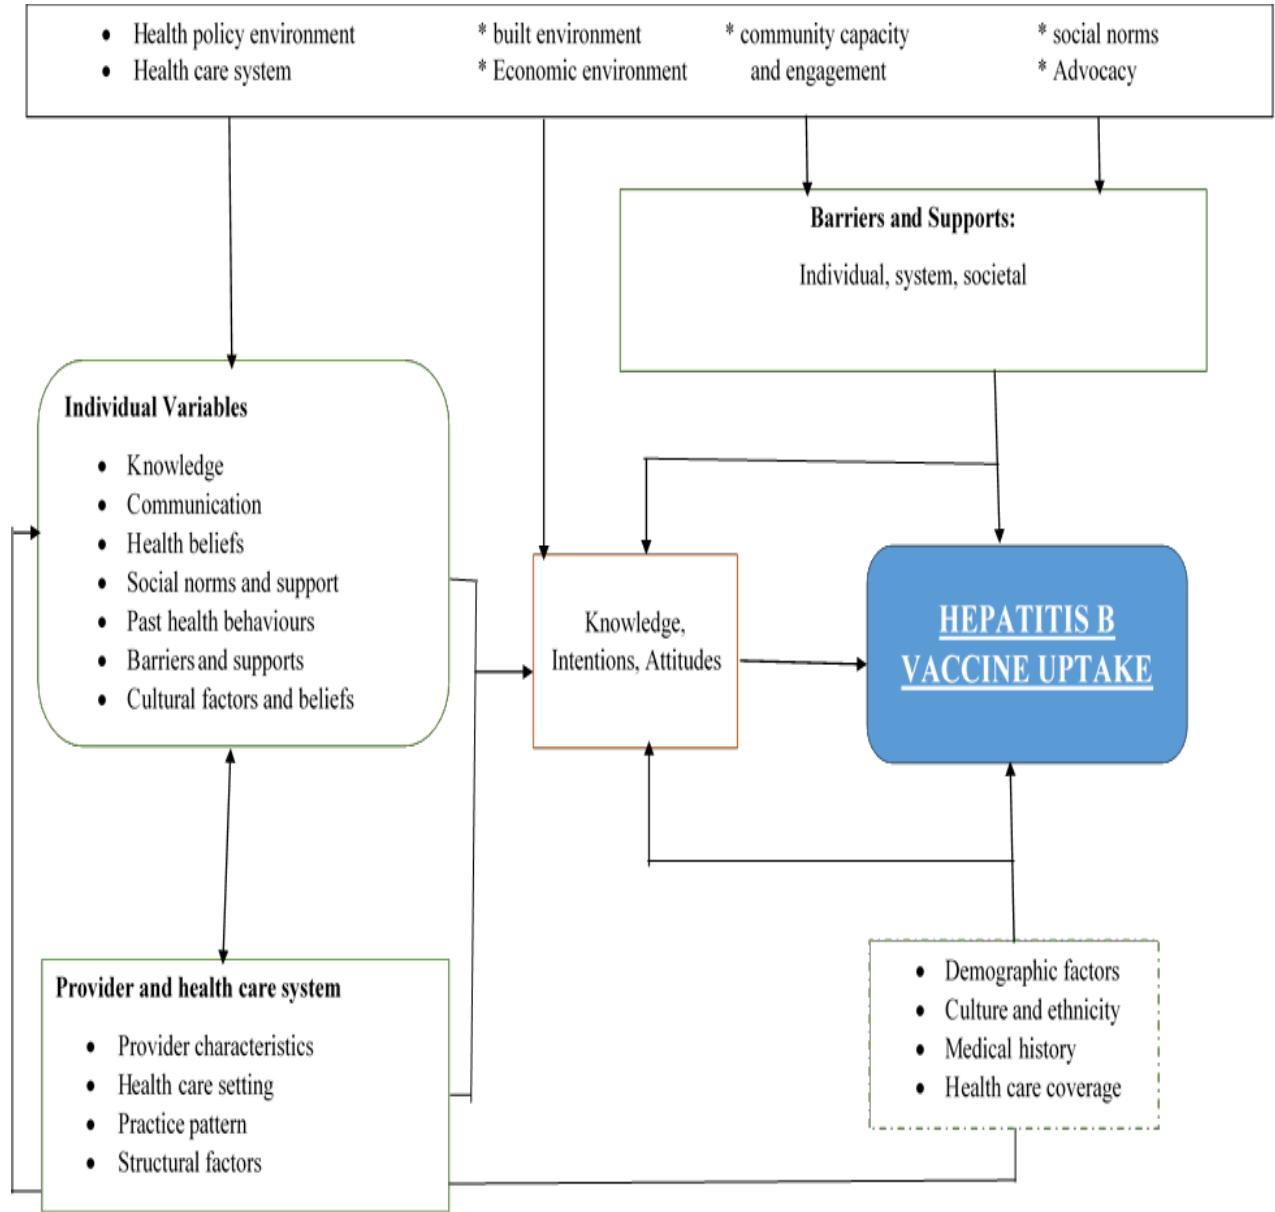 • Health policy environment * built environment * community capacity * social norms
• Health care system * Economic environment and engagement * Advocacy
Barriers and Supports:
Individual, system, societal
Individual Variables
• Knowledge
• Communication
• Health beliefs
• Social norms and support
• Past health behaviours
• Barriers and supports
• Cultural factors and beliefs
Knowledge,
Intentions, Attitudes
HEPATITIS B
VACCINE UPTAKE
Provider and health care system
• Provider characteristics
• Health care setting
• Practice pattern
• Structural factors
• Demographic factors
• Culture and ethnicity
• Medical history
• Health care coverage